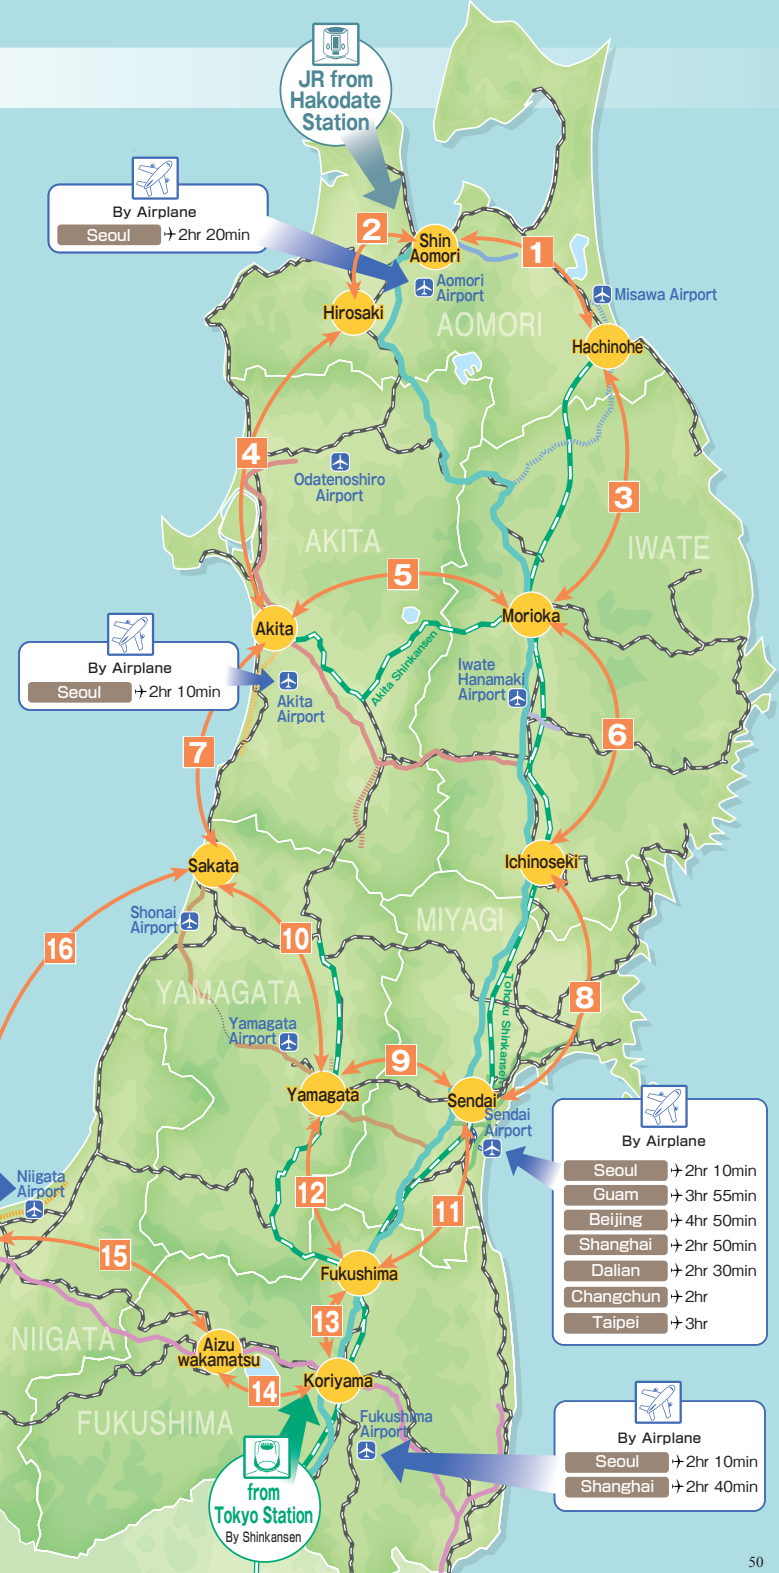 JR from
Hakodate
Station
By Airplane
Seoul 2hr 20min
2
Shin
Aomori
1
Aomori
Airport
Misawa Airport
Hirosaki
AOMORI
Hachinohe
4
Odatenoshiro
Airport
3
AKITA
IWATE
5
Akita
Morioka
Akita Shinkansen
By Airplane
Seoul 2hr 10min
Akita
Airport
Iwate
Hanamaki
Airport
7
6
Sakata
Ichinoseki
Shonai
Airport
MIYAGI
16
10
YAMAGATA
8
Tohoku Shinkansen
Yamagata
Airport
9
Yamagata
Sendai
Sendai
Airport
By Airplane
Seoul 2hr 10min
Guam 3hr 55min
Beijing 4hr 50min
Shanghai 2hr 50min
Dalian 2hr 30min
Changchun 2hr
Taipei 3hr
Niigata
Airport
12
11
15
Fukushima
NIIGATA
13
Aizu
wakamatsu
Koriyama
14
FUKUSHIMA
Fukushima
Airport
By Airplane
Seoul 2hr 10min
Shanghai 2hr 40min
from
Tokyo Station
By Shinkansen
50